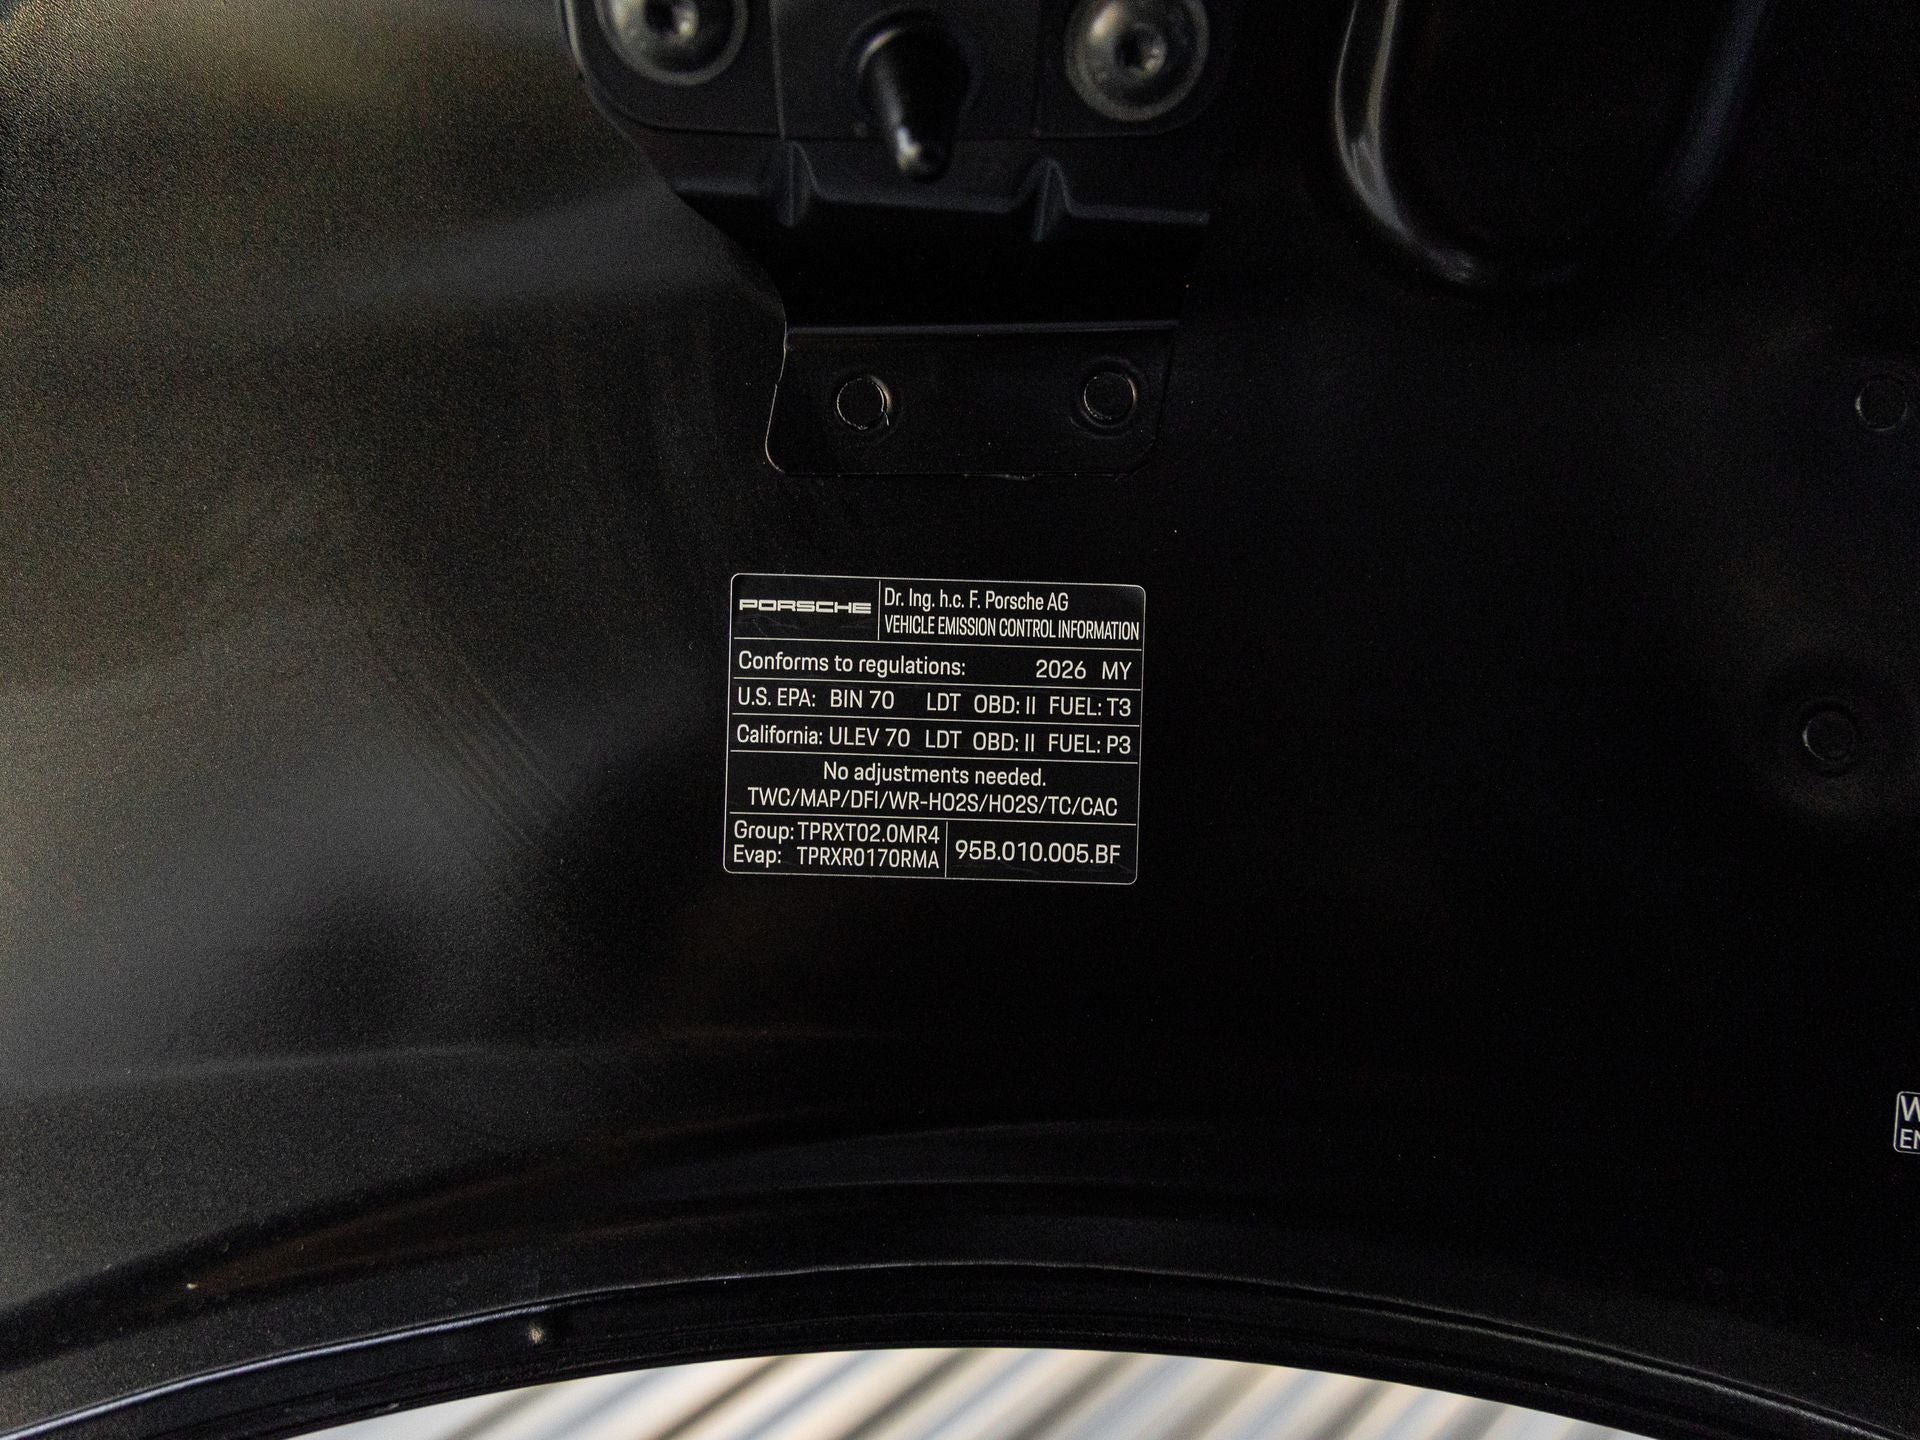 PORSCHE
Dr. Ing. h.c. F. Porsche AG
VEHICLE EMISSION CONTROL INFORMATION
Conforms to regulations: 2026 MY
U.S. EPA: BIN 70 LDT OBD: II FUEL: T3
California: ULEV 70 LDT OBD: II FUEL: P3
No adjustments needed.
TWC/MAP/DFI/WR-HO2S/HO2S/TC/CAC
Group: TPRXT02.0MR4
Evap: TPRXR0170RMA
95B.010.005.BF